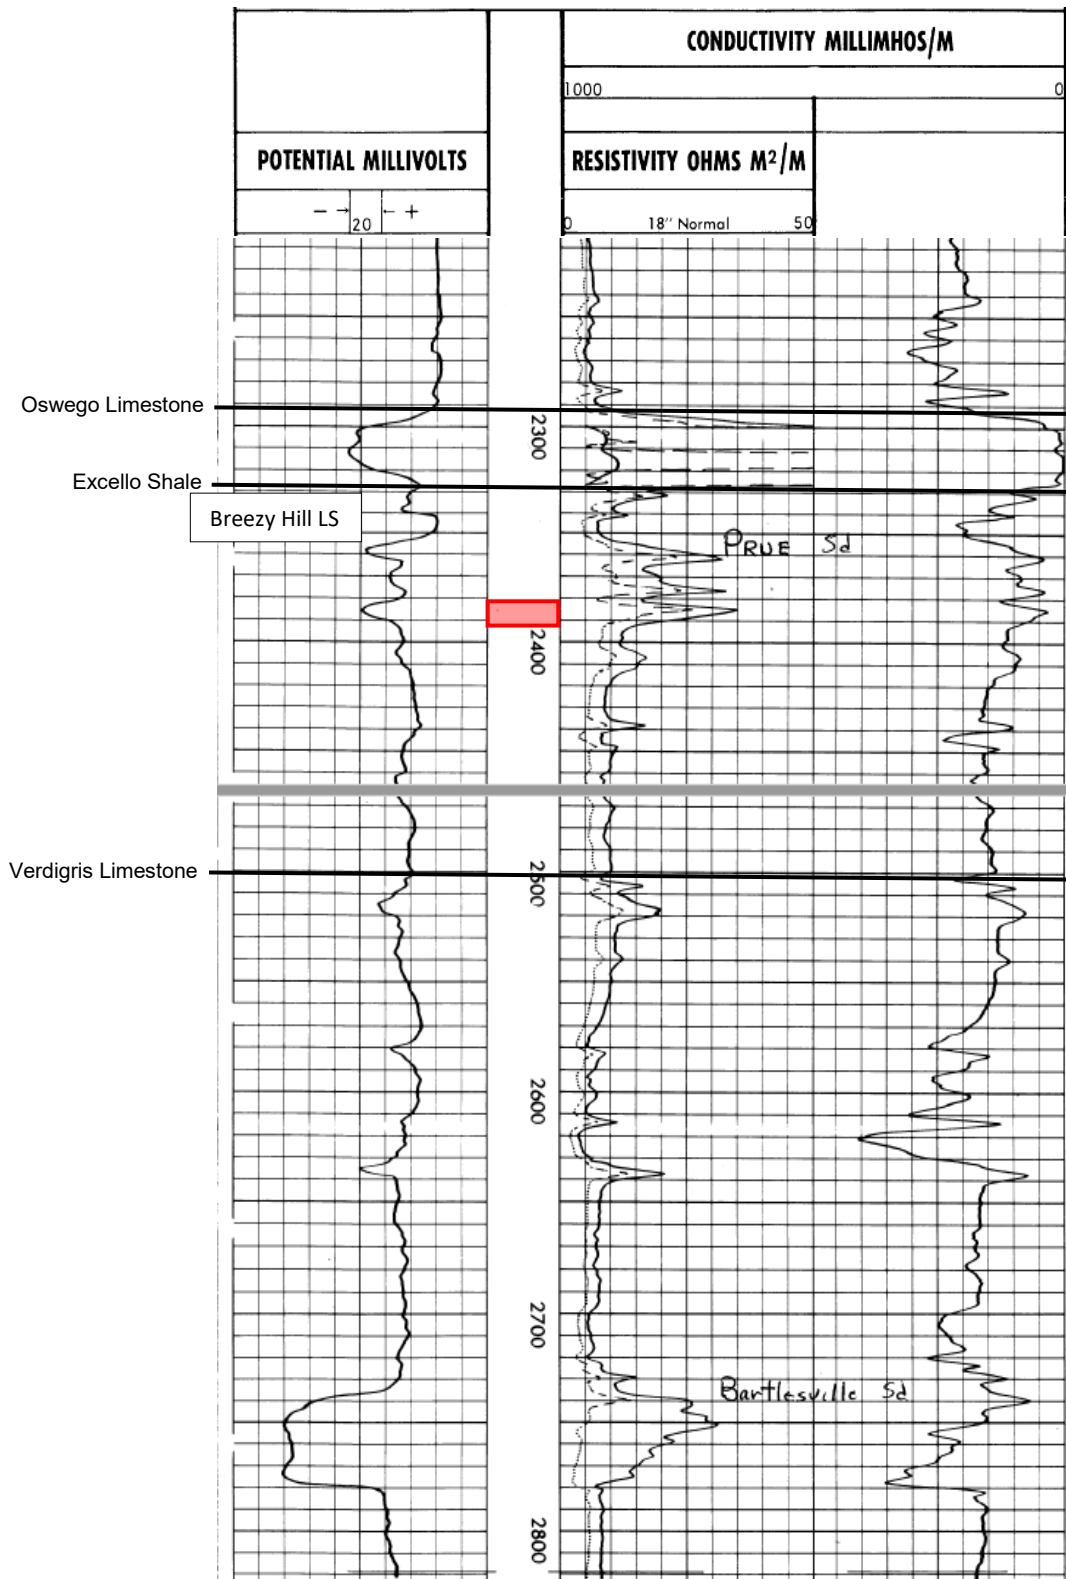 CONDUCTIVITY MILLIMHOS/M
1000 0
POTENTIAL MILLIVOLTS
RESISTIVITY OHMS M²/M
- → ← +
20
0 18" Normal 50
Oswego Limestone
2300
Excello Shale
Breezy Hill LS
PRUE Sd
2400
Verdigris Limestone
2500
2600
2700
Bartlesville Sd
2800